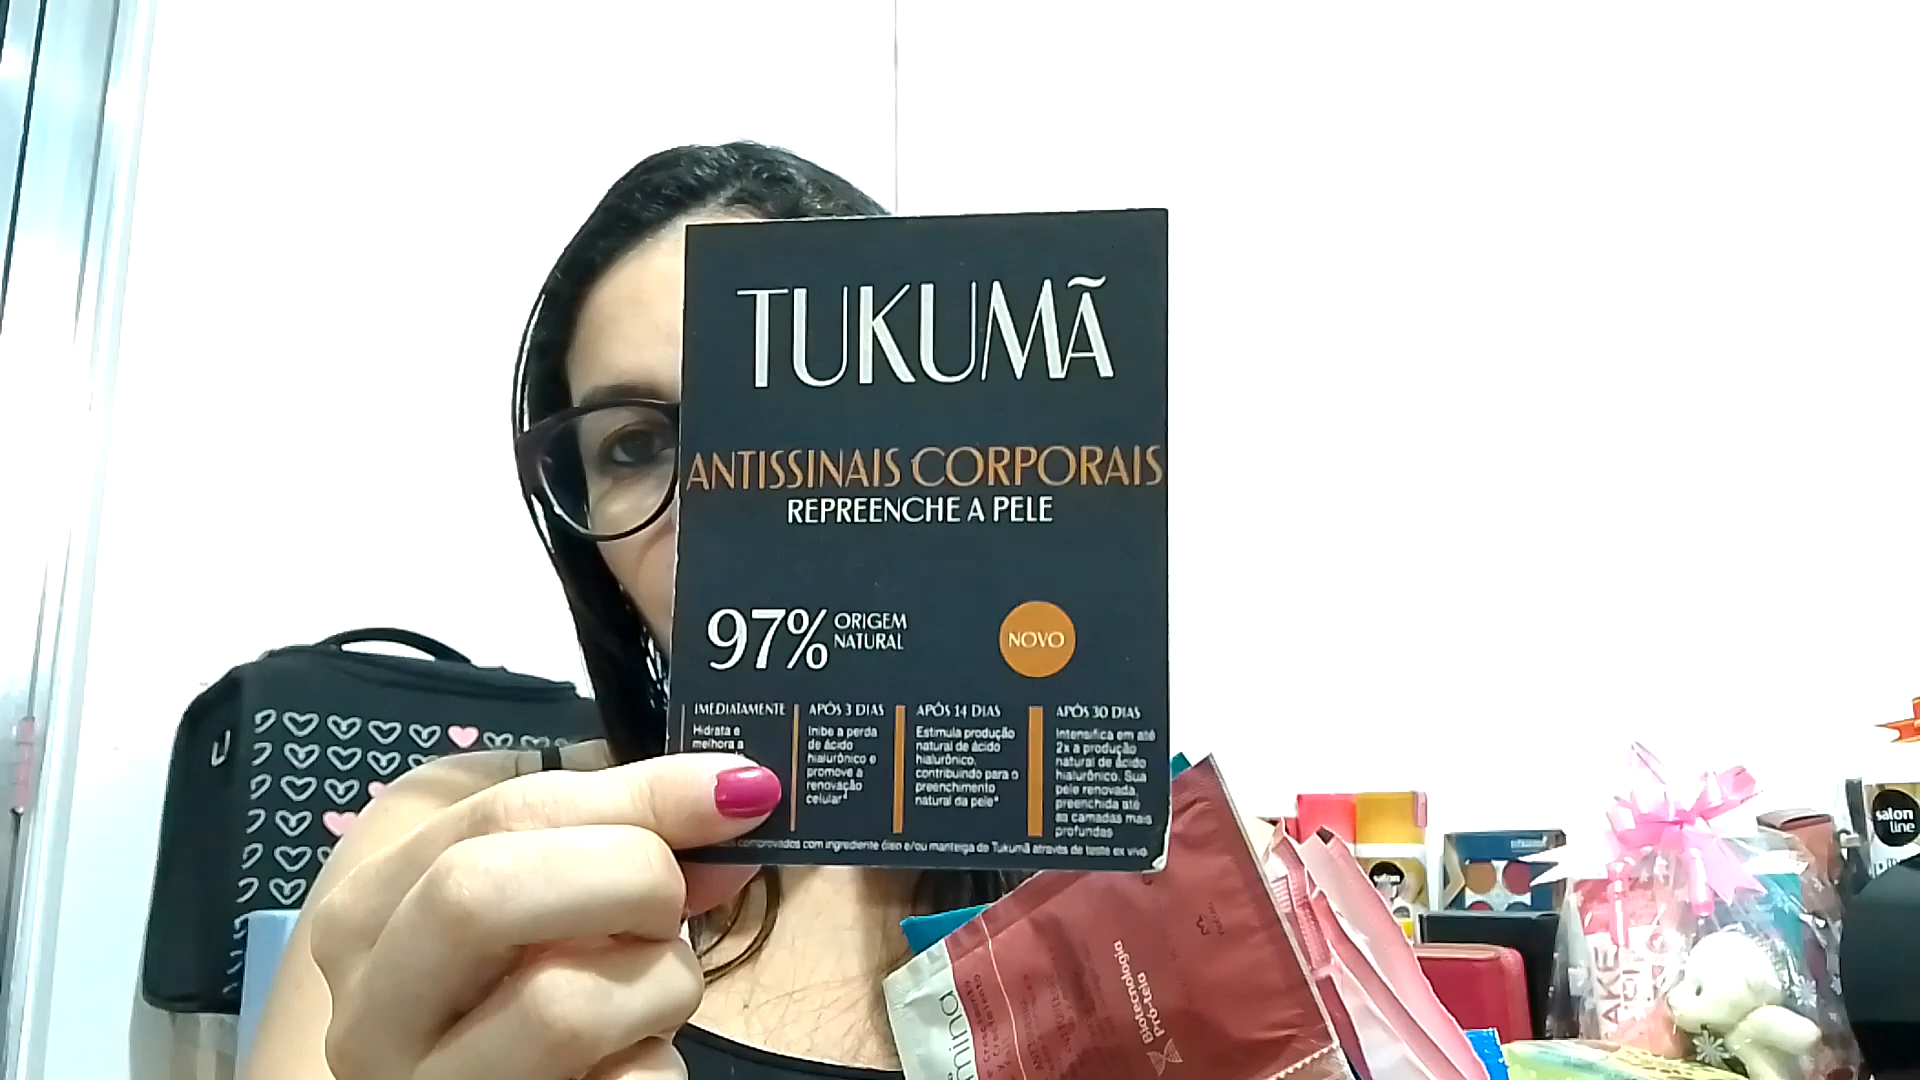 TUKUMÃ
ANTISSINAIS CORPORAIS
REPREENCHE A PELE
97% ORIGEM
NATURAL
NOVO
IMEDIATAMENTE
Hidrata e
melhora a
APÓS 3 DIAS
Inibe a perda
de ácido
hialurônico e
promove a
renovação
celular
APÓS 14 DIAS
Estimula produção
natural de ácido
hialurônico,
contribuindo para o
preenchimento
natural da pele*
APÓS 30 DIAS
Intensifica em até
2x a produção
natural de ácido
hialurônico. Sua
pele renovada,
preenchida até
as camadas mais
profundas
comprovados com ingrediente óleo e/ou manteiga de Tukumã através de teste ex vivo
Biotecnologia
Pró-teia
salon
line
salon